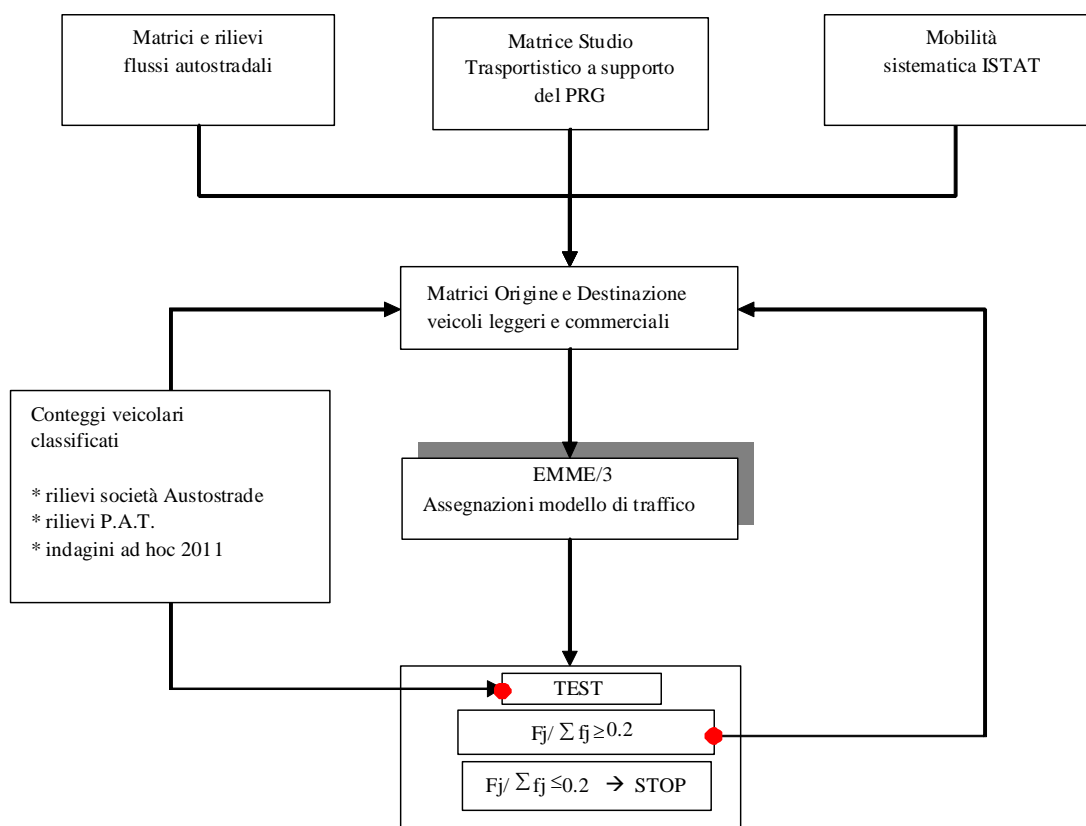 Matrici e rilievi
flussi autostradali
Matrice Studio
Trasportistico a supporto
del PRG
Mobilità
sistematica ISTAT
Matrici Origine e Destinazione
veicoli leggeri e commerciali
Conteggi veicolari
classificati
* rilievi società Austostrade
* rilievi P.A.T.
* indagini ad hoc 2011
EMME/3
Assegnazioni modello di traffico
TEST
Fj/ ∑ fj ≥0.2
Fj/ ∑ fj ≤0.2 → STOP